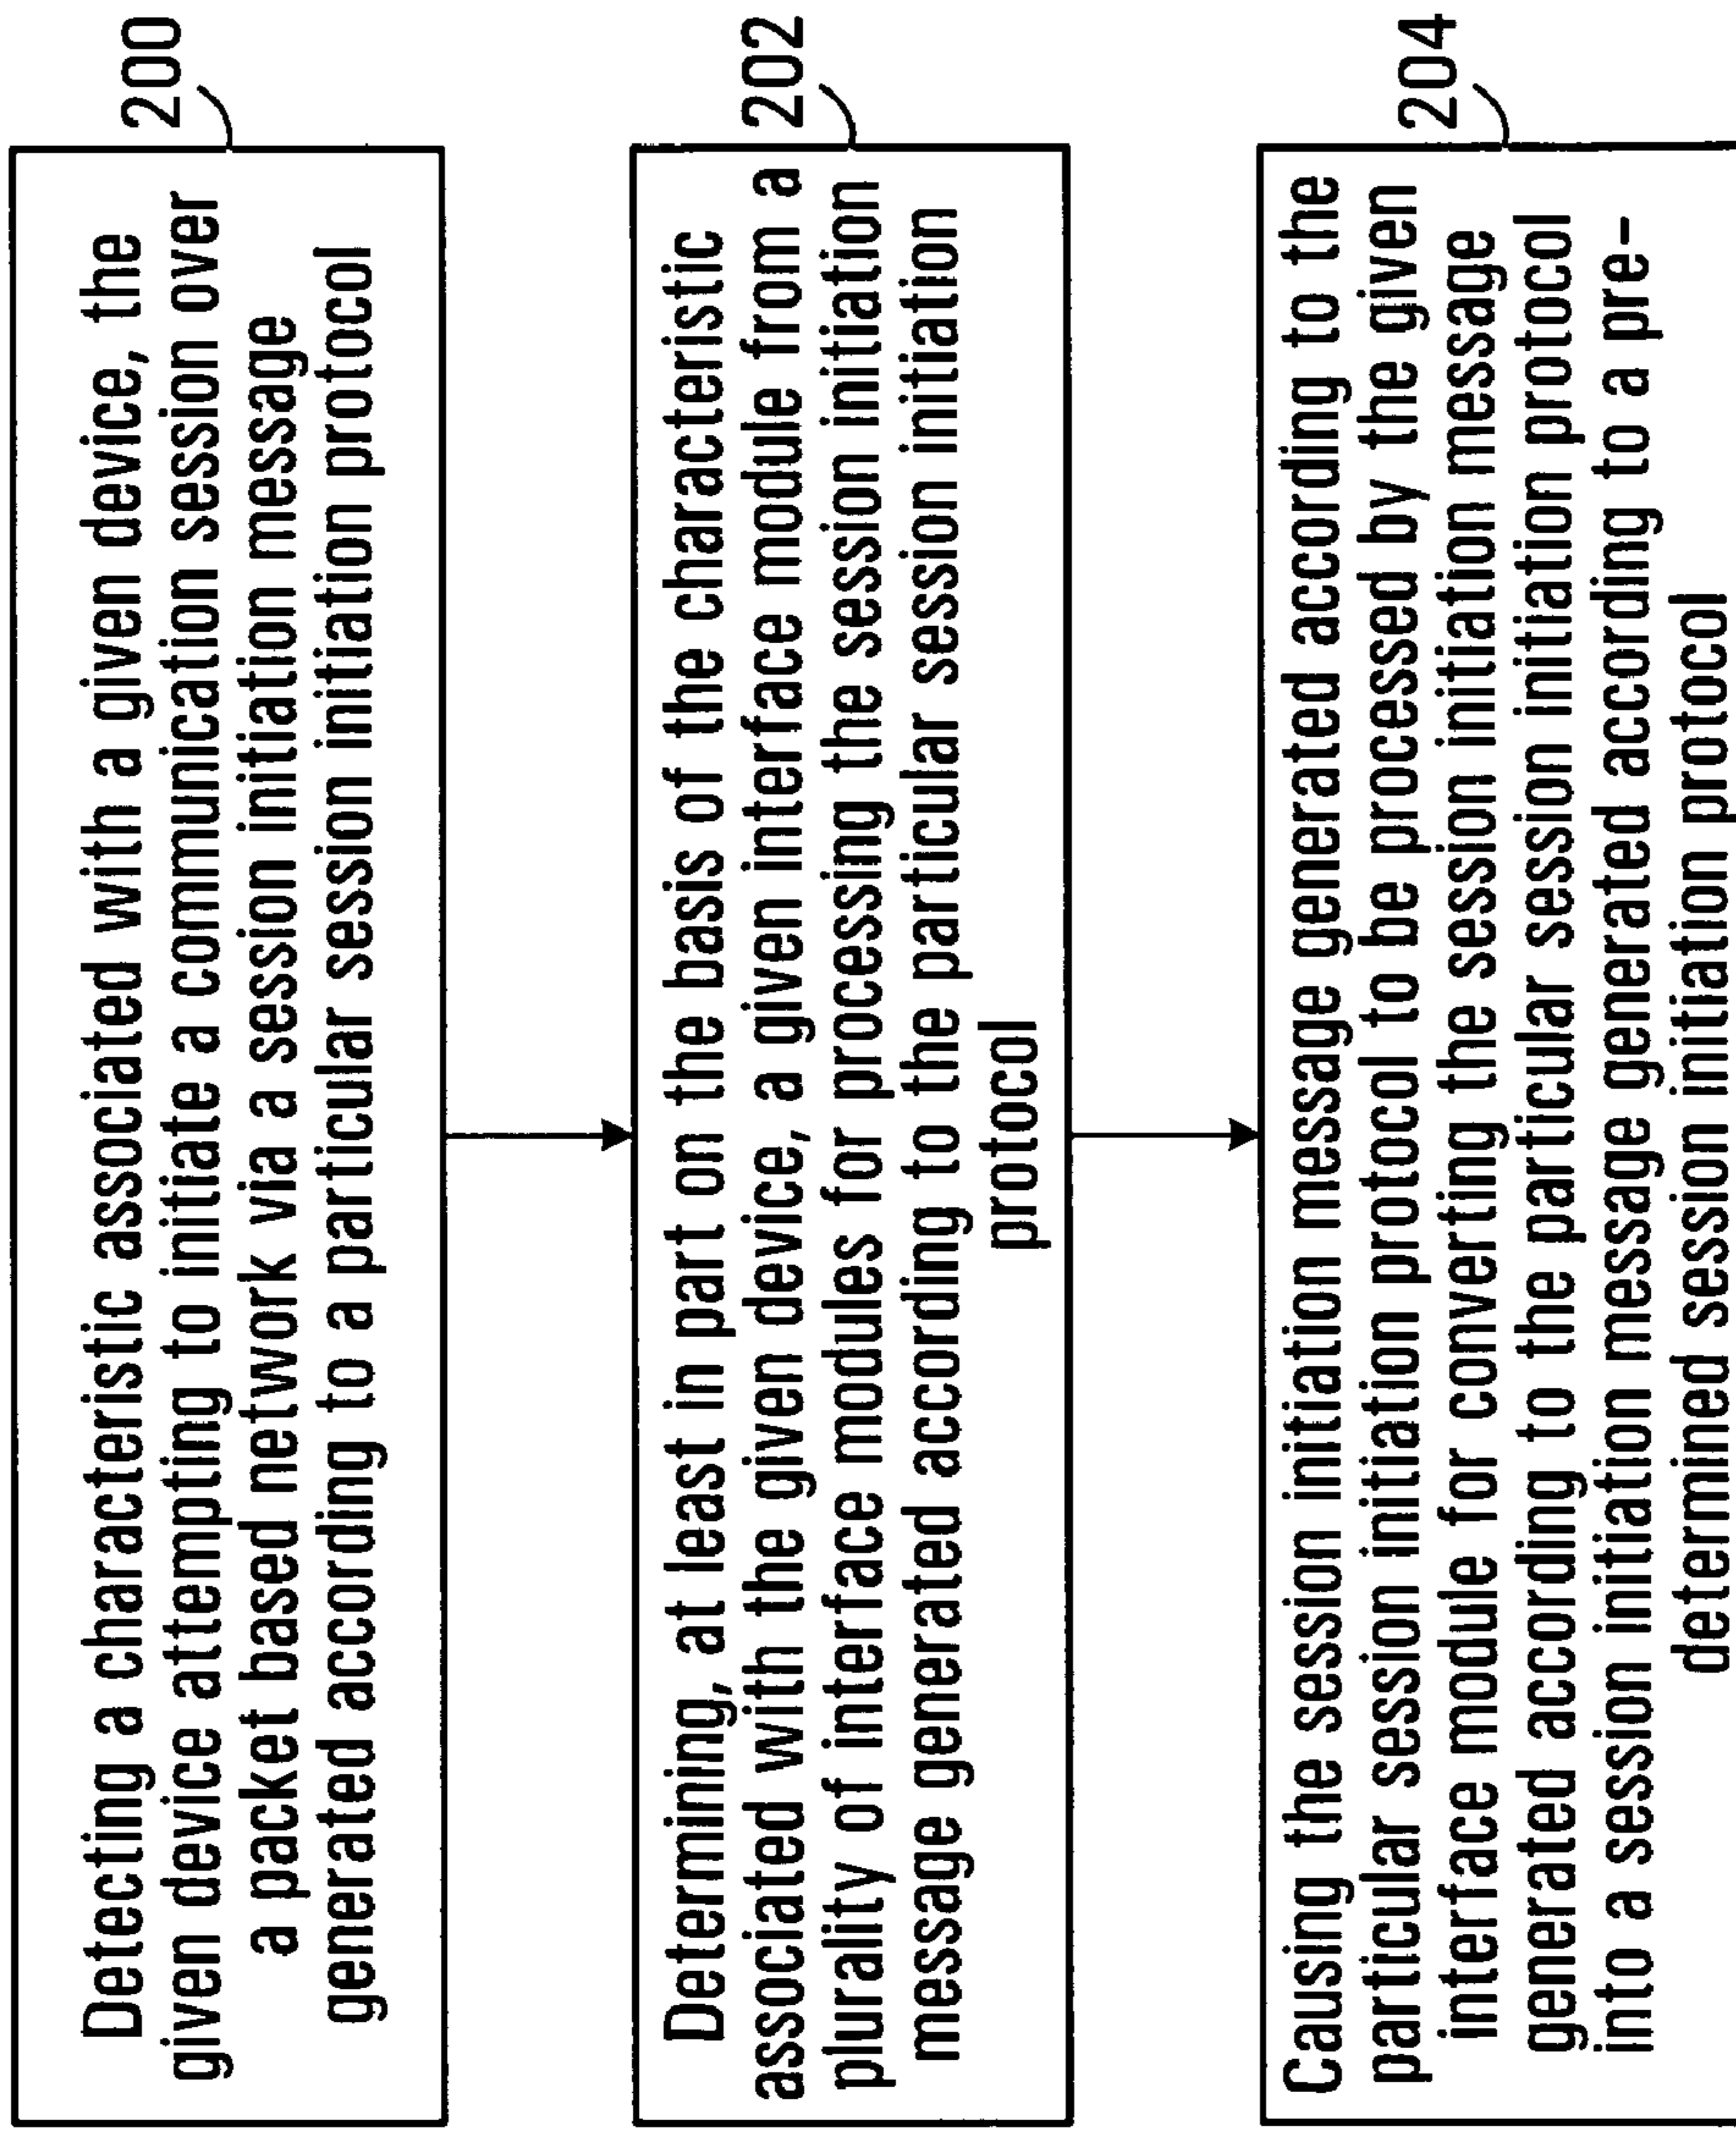 200
Detecting a characteristic associated with a given device, the
given device attempting to initiate a communication session over
a packet based network via a session initiation message
generated according to a particular session initiation protocol
202
Determining, at least in part on the basis of the characteristic
associated with the given device, a given interface module from a
plurality of interface modules for processing the session initiation
message generated according to the particular session initiation
protocol
204
Causing the session initiation message generated according to the
particular session initiation protocol to be processed by the given
interface module for converting the session initiation message
generated according to the particular session initiation protocol
into a session initiation message generated according to a pre-
determined session initiation protocol